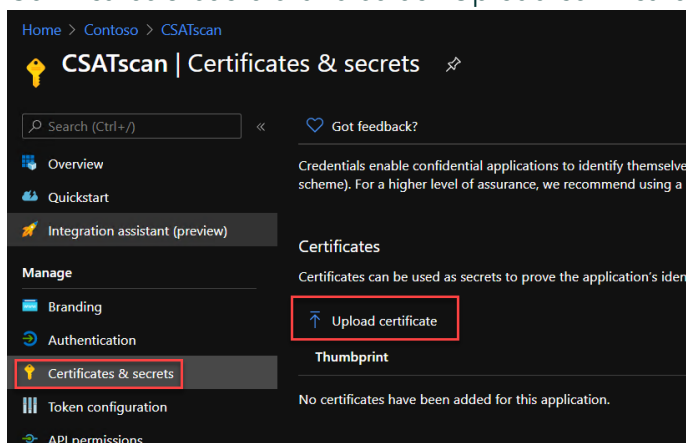 Home > Contoso > CSATscan
CSATscan | Certificates & secrets
Search (Ctrl+/)
«
Got feedback?
Overview
Quickstart
Integration assistant (preview)
Manage
Branding
Authentication
Certificates & secrets
Token configuration
API permissions
Credentials enable confidential applications to identify themselve
scheme). For a higher level of assurance, we recommend using a
Certificates
Certificates can be used as secrets to prove the application's iden
Upload certificate
Thumbprint
No certificates have been added for this application.